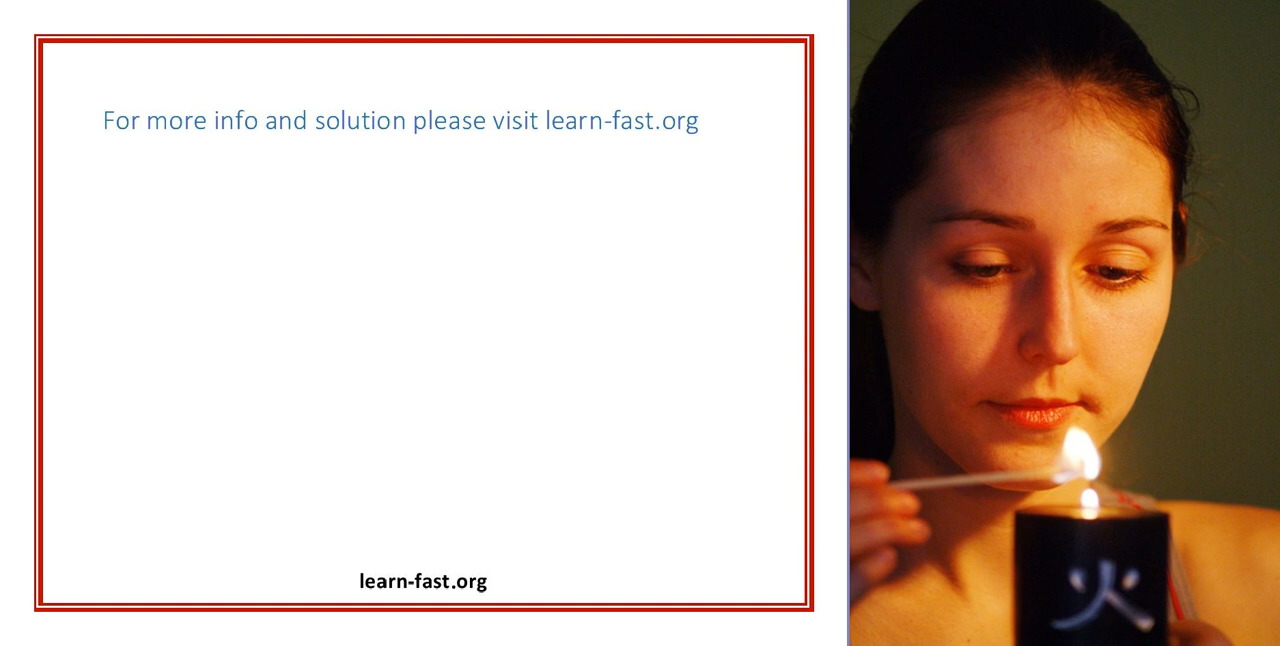 For more info and solution please visit learn-fast.org
learn-fast.org
火